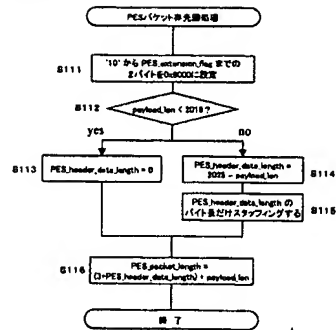 PESパケット非先頭処理
S111
'10' から PES_extension_flag までの
2バイトを0x8000に設定
S112
payload_len < 2018?
yes
no
S113
PES_header_data_length = 0
PES_header_data_length =
2025 - payload_len
S114
PES_header_data_length の
バイト長だけスタッフィングする
S115
S116
PES_packet_length =
(3+PES_header_data_length) + payload_len
終了